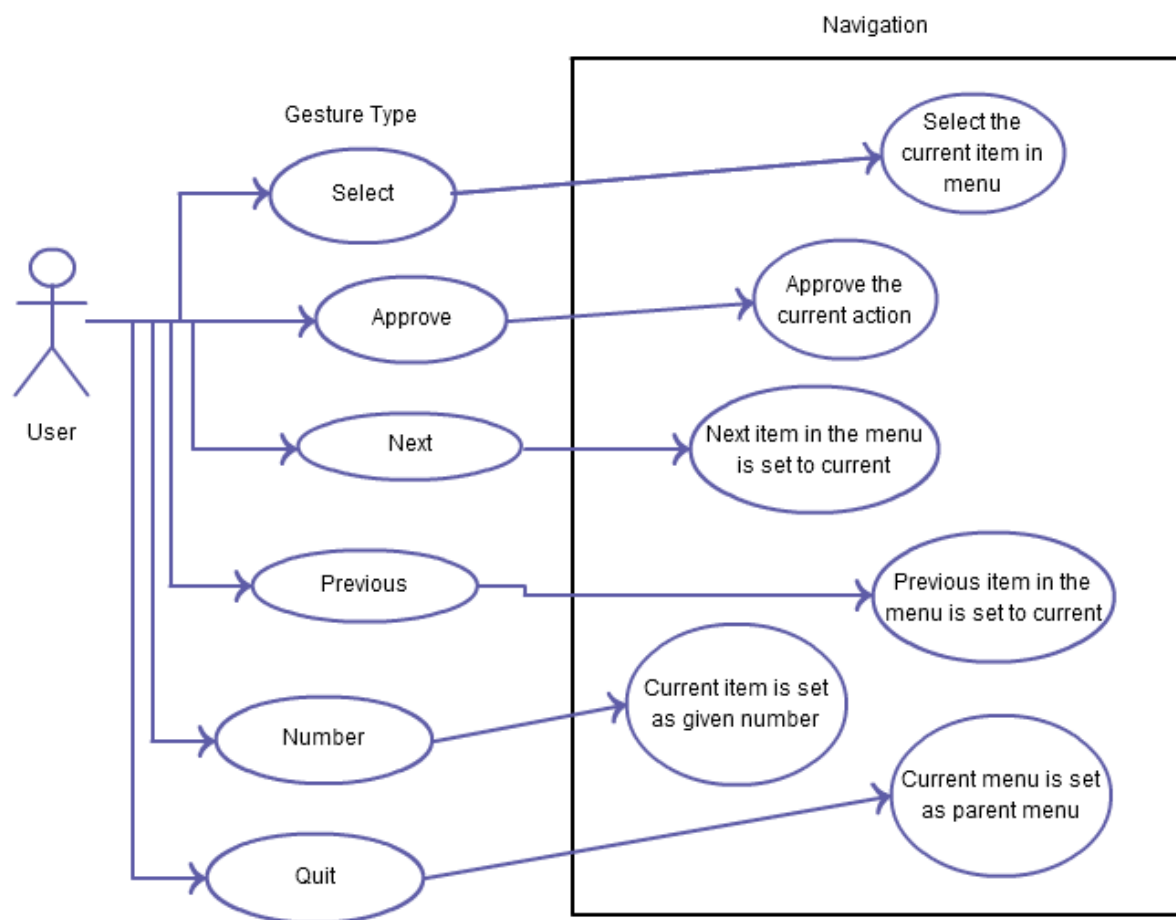 Navigation
Gesture Type
Select
Select the
current item in
menu
Approve
Approve the
current action
User
Next
Next item in the menu
is set to current
Previous
Previous item in the
menu is set to current
Number
Current item is set
as given number
Quit
Current menu is set
as parent menu